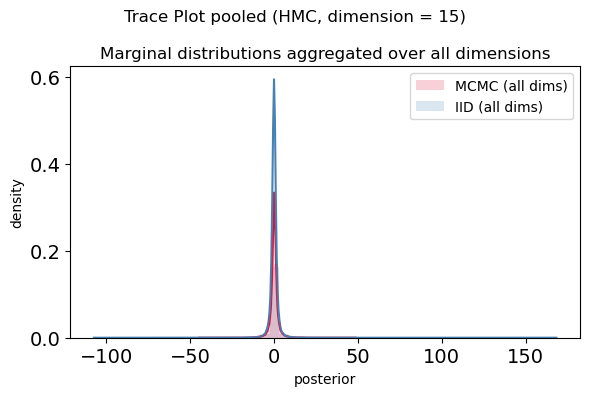 Trace Plot pooled (HMC, dimension = 15)
Marginal distributions aggregated over all dimensions
MCMC (all dims)
IID (all dims)
0.6
0.4
0.2
0.0
density
−100
−50
0
50
100
150
posterior